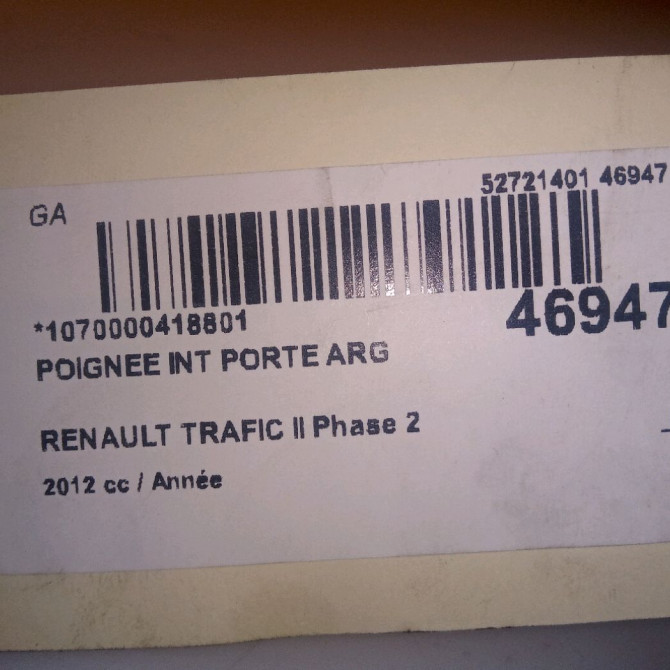 52721401 46947
GA
*1070000418801
46947
POIGNEE INT PORTE ARG
RENAULT TRAFIC II Phase 2
2012 cc / Année